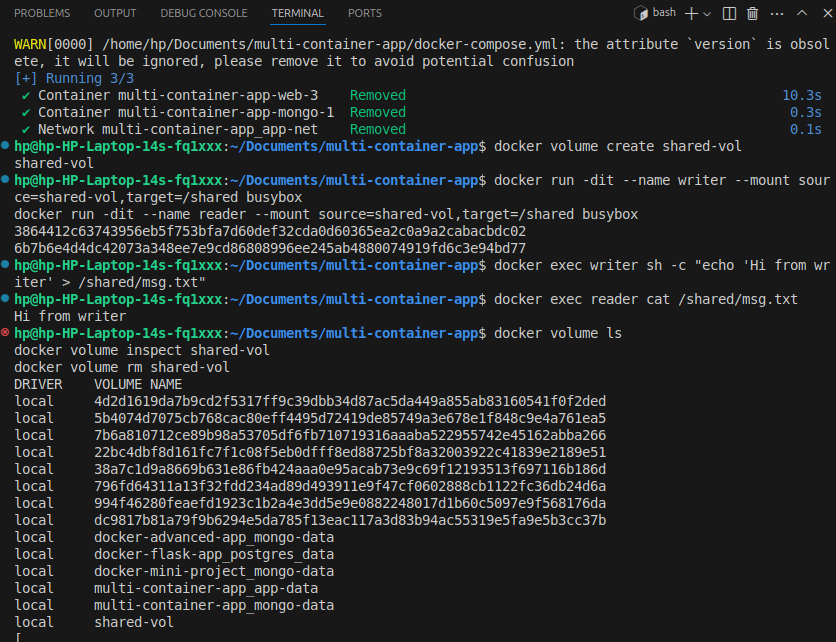 PROBLEMS OUTPUT DEBUG CONSOLE TERMINAL PORTS bash
WARN[0000] /home/hp/Documents/multi-container-app/docker-compose.yml: the attribute `version` is obsol
ete, it will be ignored, please remove it to avoid potential confusion
[+] Running 3/3
✔ Container multi-container-app-web-3 Removed 10.3s
✔ Container multi-container-app-mongo-1 Removed 0.3s
✔ Network multi-container-app_app-net Removed 0.1s
hp@hp-HP-Laptop-14s-fq1xxx:~/Documents/multi-container-app$ docker volume create shared-vol
shared-vol
hp@hp-HP-Laptop-14s-fq1xxx:~/Documents/multi-container-app$ docker run -dit --name writer --mount sour
ce=shared-vol,target=/shared busybox
docker run -dit --name reader --mount source=shared-vol,target=/shared busybox
3864412c63743956eb5f753bfa7d60def32cda0d60365ea2c0a9a2cabacbdc02
6b7b6e4d4dc42073a348ee7e9cd86808996ee245ab4880074919fd6c3e94bd77
hp@hp-HP-Laptop-14s-fq1xxx:~/Documents/multi-container-app$ docker exec writer sh -c "echo 'Hi from wr
iter' > /shared/msg.txt"
hp@hp-HP-Laptop-14s-fq1xxx:~/Documents/multi-container-app$ docker exec reader cat /shared/msg.txt
Hi from writer
hp@hp-HP-Laptop-14s-fq1xxx:~/Documents/multi-container-app$ docker volume ls
docker volume inspect shared-vol
docker volume rm shared-vol
DRIVER VOLUME NAME
local 4d2d1619da7b9cd2f5317ff9c39dbb34d87ac5da449a855ab83160541f0f2ded
local 5b4074d7075cb768cac80eff4495d72419de85749a3e678e1f848c9e4a761ea5
local 7b6a810712ce89b98a53705df6fb710719316aaaba522955742e45162abba266
local 22bc4dbf8d161fc7f1c08f5eb0dfff8ed88725bf8a32003922c41839e2189e51
local 38a7c1d9a8669b631e86fb424aaa0e95acab73e9c69f12193513f697116b186d
local 796fd64311a13f32fdd234ad89d493911e9f47cf0602888cb1122fc36db24d6a
local 994f46280feaefd1923c1b2a4e3dd5e9e0882248017d1b60c5097e9f568176da
local dc9817b81a79f9b6294e5da785f13eac117a3d83b94ac55319e5fa9e5b3cc37b
local docker-advanced-app_mongo-data
local docker-flask-app_postgres_data
local docker-mini-project_mongo-data
local multi-container-app_app-data
local multi-container-app_mongo-data
local shared-vol
[